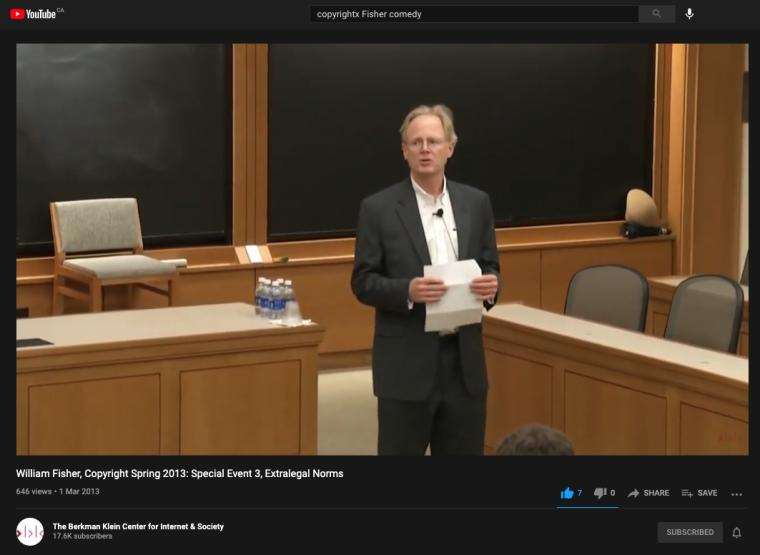 YouTube CA
copyrightx Fisher comedy
William Fisher, Copyright Spring 2013: Special Event 3, Extralegal Norms
646 views • 1 Mar 2013
7
0
SHARE
SAVE
The Berkman Klein Center for Internet & Society
17.6K subscribers
SUBSCRIBED